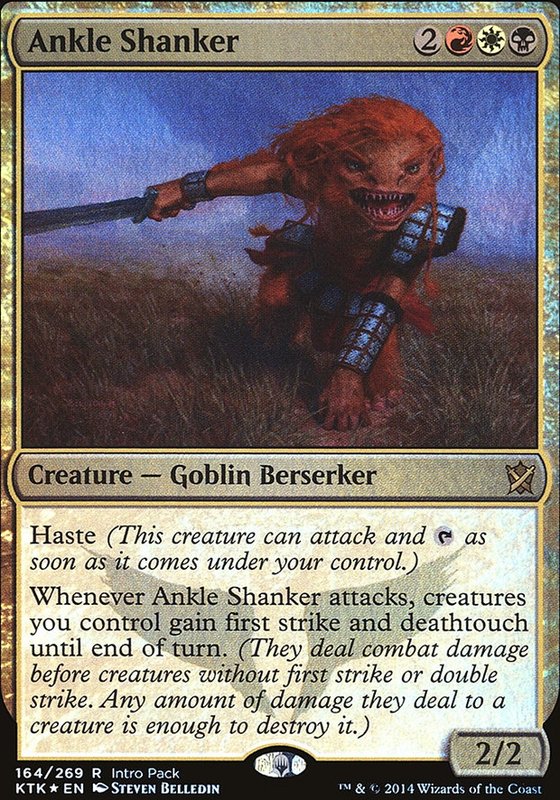 Ankle Shanker 2
Creature — Goblin Berserker
Haste (This creature can attack and as
soon as it comes under your control.)
Whenever Ankle Shanker attacks, creatures
you control gain first strike and deathtouch
until end of turn. (They deal combat damage
before creatures without first strike or double
strike. Any amount of damage they deal to a
creature is enough to destroy it.)
2/2
164/269 R Intro Pack
KTK ★ EN Steven Belledin
™ & © 2014 Wizards of the Coast